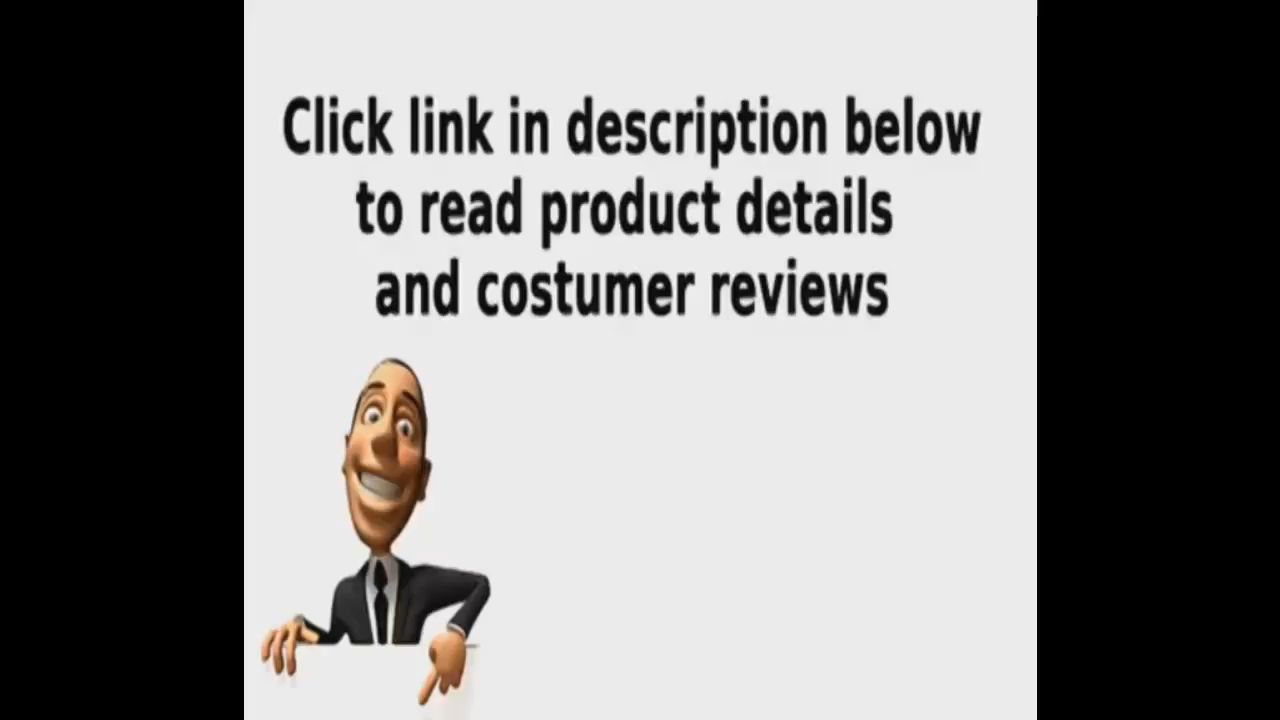 Click link in description below
to read product details
and costumer reviews